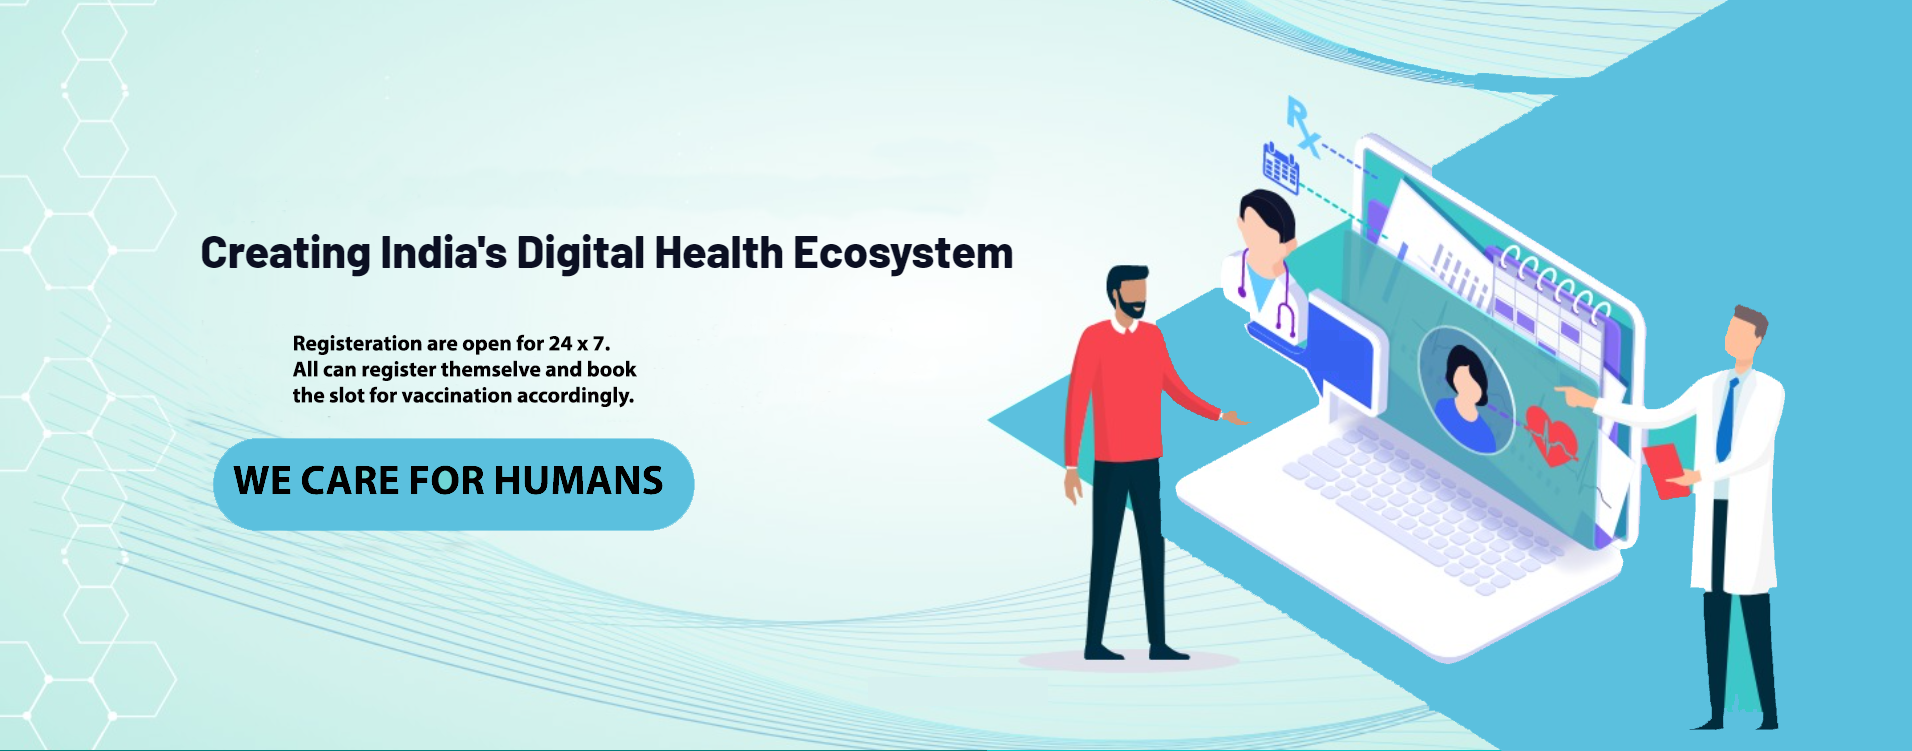 Creating India's Digital Health Ecosystem
Rx
Registeration are open for 24 x 7.
All can register themselve and book
the slot for vaccination accordingly.
WE CARE FOR HUMANS